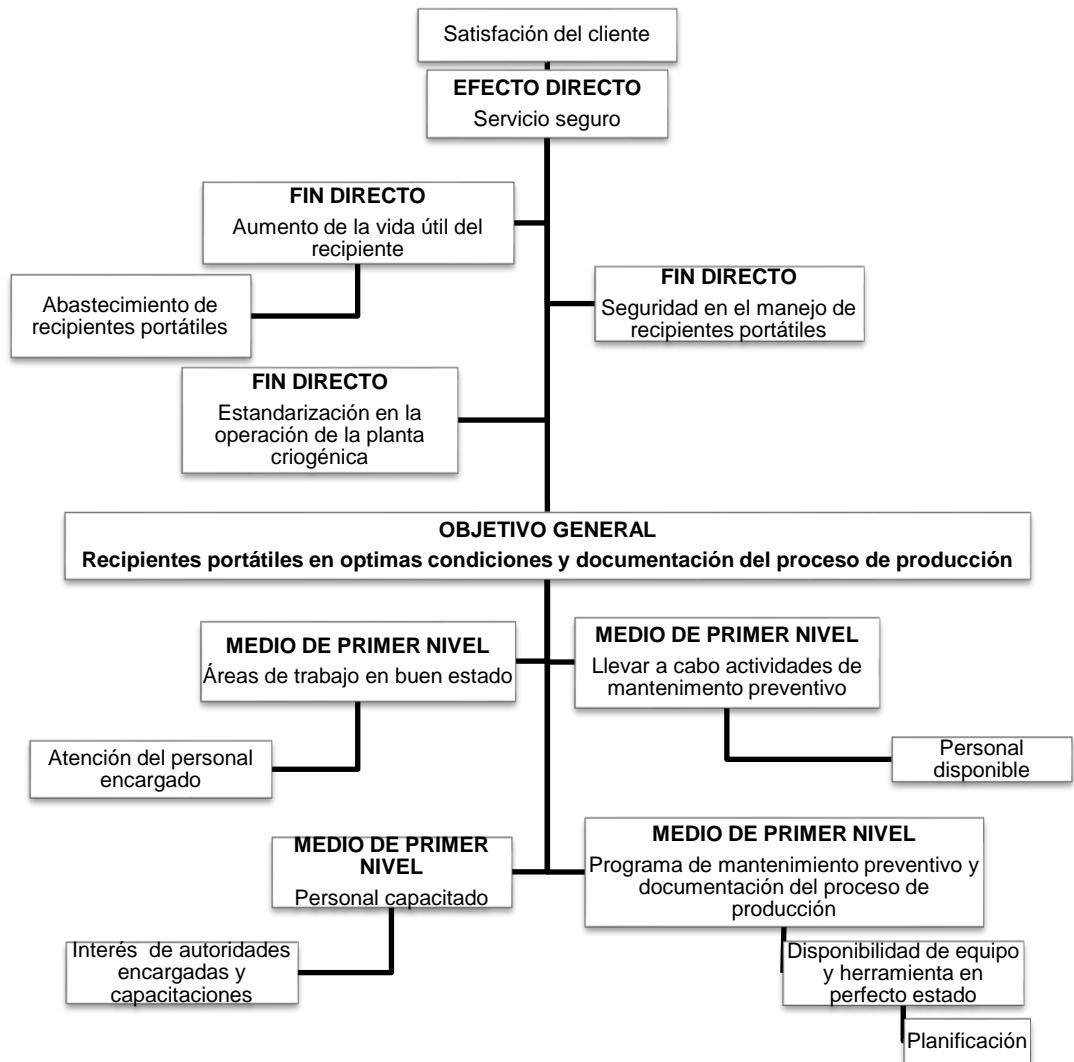 Satisfación del cliente
EFECTO DIRECTO
Servicio seguro
FIN DIRECTO
Aumento de la vida útil del
recipiente
Abastecimiento de
recipientes portátiles
FIN DIRECTO
Seguridad en el manejo de
recipientes portátiles
FIN DIRECTO
Estandarización en la
operación de la planta
criogénica
OBJETIVO GENERAL
Recipientes portátiles en optimas condiciones y documentación del proceso de producción
MEDIO DE PRIMER NIVEL
Áreas de trabajo en buen estado
MEDIO DE PRIMER NIVEL
Llevar a cabo actividades de
mantenimento preventivo
Atención del personal
encargado
Personal
disponible
MEDIO DE PRIMER
NIVEL
Personal capacitado
MEDIO DE PRIMER NIVEL
Programa de mantenimiento preventivo y
documentación del proceso de
producción
Interés de autoridades
encargadas y
capacitaciones
Disponibilidad de equipo
y herramienta en
perfecto estado
Planificación